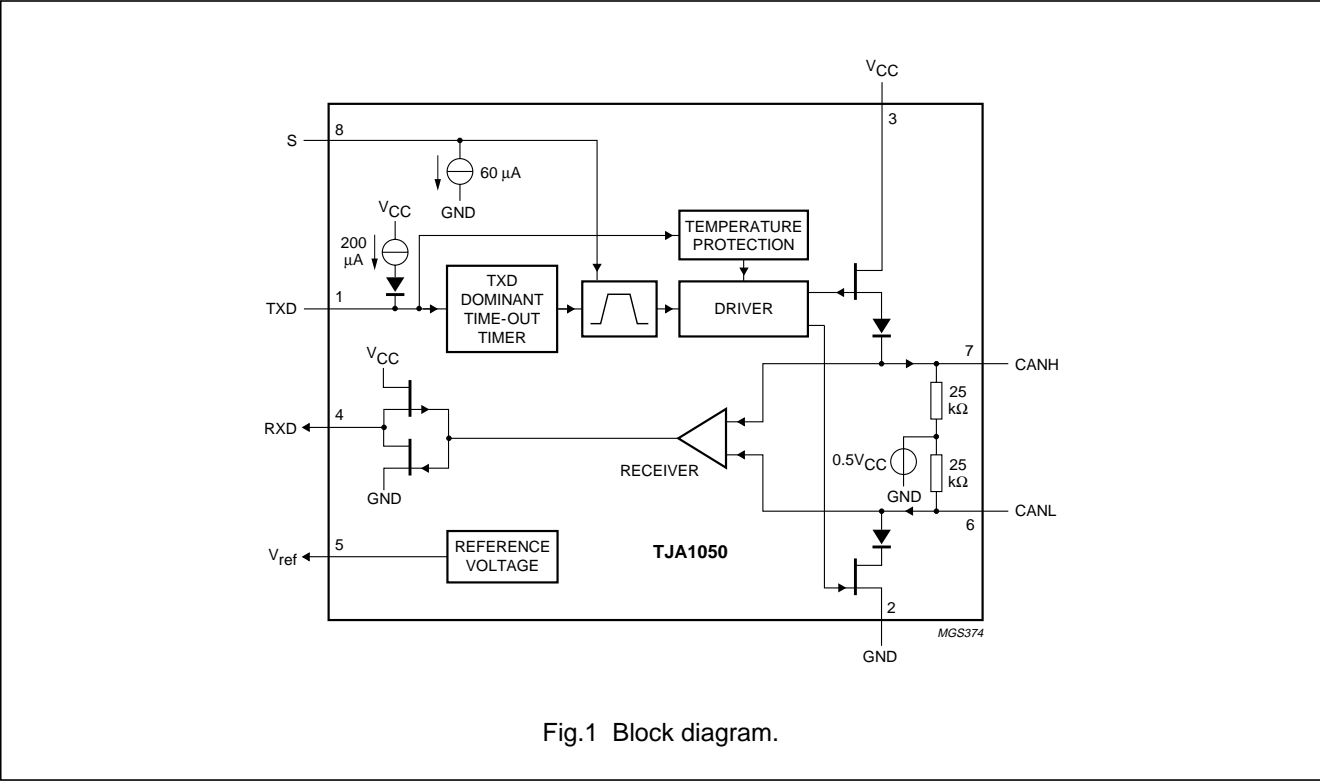 VCC
3
8
S
60 µA
GND
VCC
200
µA
TEMPERATURE
PROTECTION
TXD
1
TXD
DOMINANT
TIME-OUT
TIMER
DRIVER
VCC
7
CANH
25
kΩ
4
RXD
RECEIVER
0.5VCC
25
kΩ
GND
GND
6
CANL
5
Vref
REFERENCE
VOLTAGE
TJA1050
2
MGS374
GND
Fig.1 Block diagram.